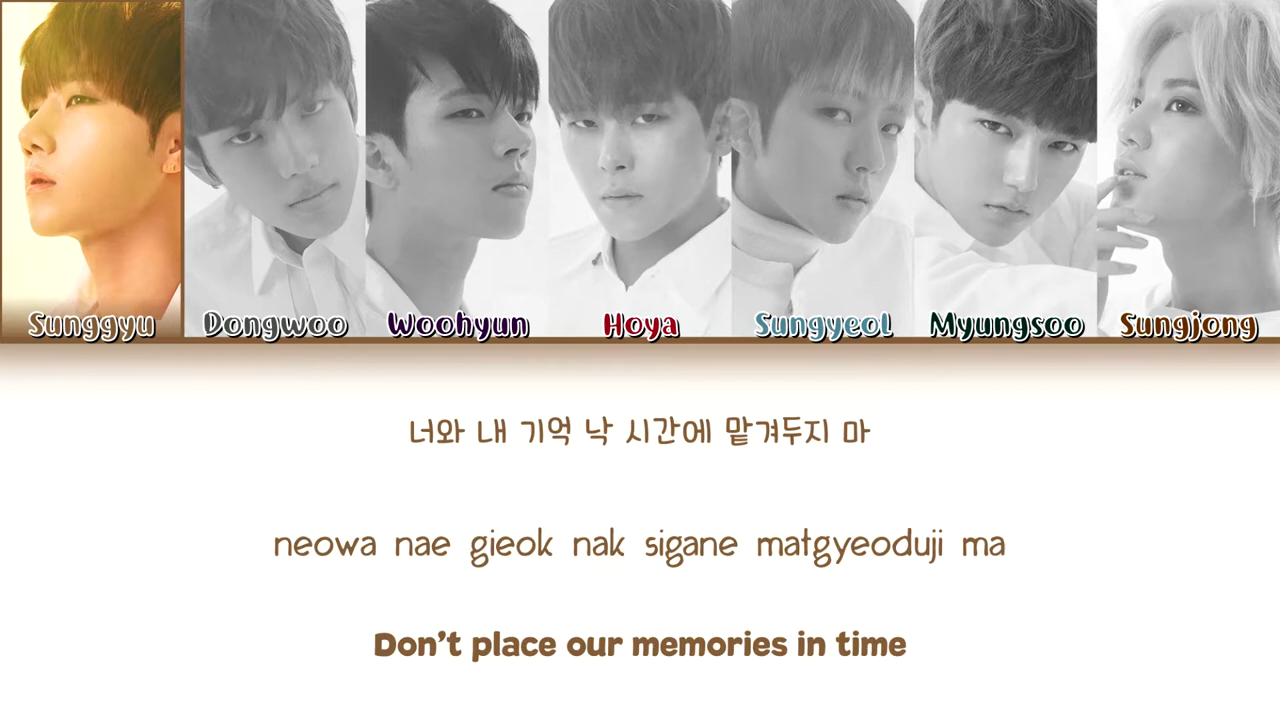 Sunggyu Dongwoo Woohyun Hoya Sungyeol Myungsoo Sungjong
너와 내 기억 낙 시간에 맡겨두지 마
neowa nae gieok nak sigane matgyeoduji ma
Don't place our memories in time